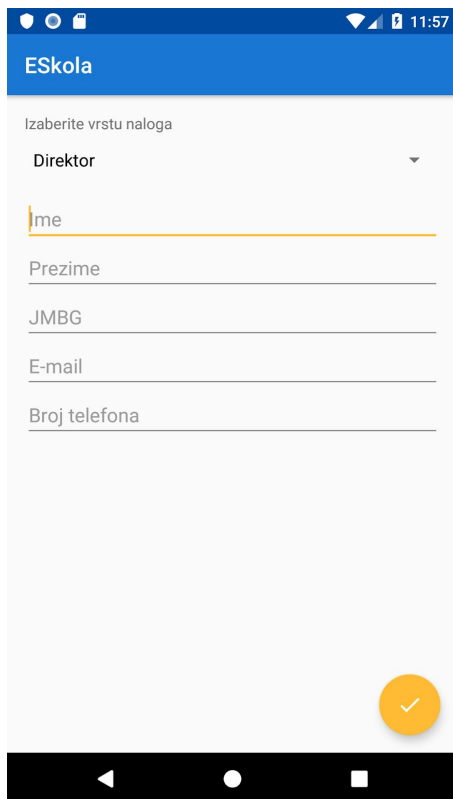 11:57
ESkola
Izaberite vrstu naloga
Direktor
Ime
Prezime
JMBG
E-mail
Broj telefona